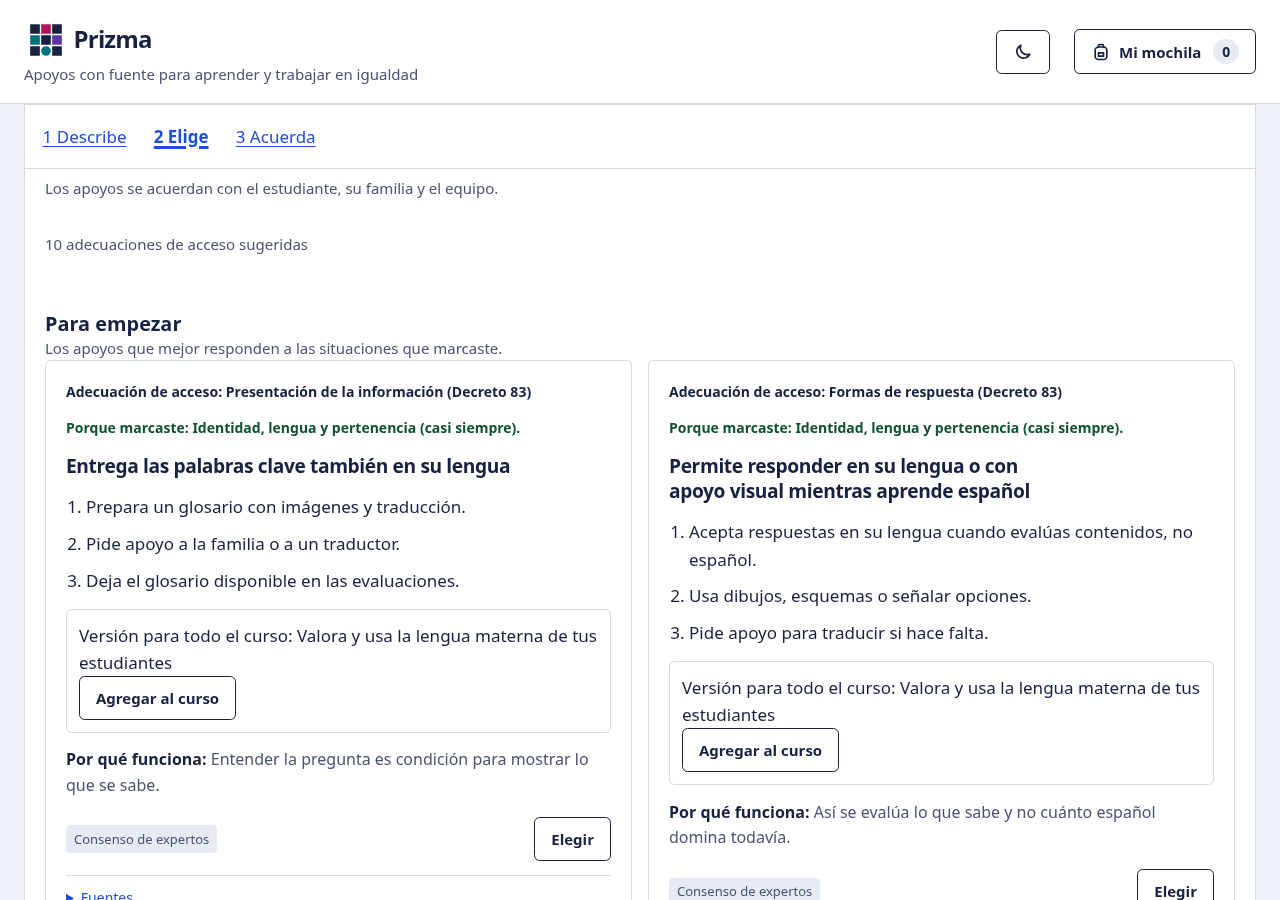 Prizma
Apoyos con fuente para aprender y trabajar en igualdad
Mi mochila 0
1 Describe 2 Elige 3 Acuerda
Los apoyos se acuerdan con el estudiante, su familia y el equipo.
10 adecuaciones de acceso sugeridas
Para empezar
Los apoyos que mejor responden a las situaciones que marcaste.
Adecuación de acceso: Presentación de la información (Decreto 83)
Porque marcaste: Identidad, lengua y pertenencia (casi siempre).
Entrega las palabras clave también en su lengua
1. Prepara un glosario con imágenes y traducción.
2. Pide apoyo a la familia o a un traductor.
3. Deja el glosario disponible en las evaluaciones.
Versión para todo el curso: Valora y usa la lengua materna de tus
estudiantes
Agregar al curso
Por qué funciona: Entender la pregunta es condición para mostrar lo
que se sabe.
Consenso de expertos
Elegir
Fuentes
Adecuación de acceso: Formas de respuesta (Decreto 83)
Porque marcaste: Identidad, lengua y pertenencia (casi siempre).
Permite responder en su lengua o con
apoyo visual mientras aprende español
1. Acepta respuestas en su lengua cuando evalúas contenidos, no
español.
2. Usa dibujos, esquemas o señalar opciones.
3. Pide apoyo para traducir si hace falta.
Versión para todo el curso: Valora y usa la lengua materna de tus
estudiantes
Agregar al curso
Por qué funciona: Así se evalúa lo que sabe y no cuánto español
domina todavía.
Consenso de expertos
Elegir